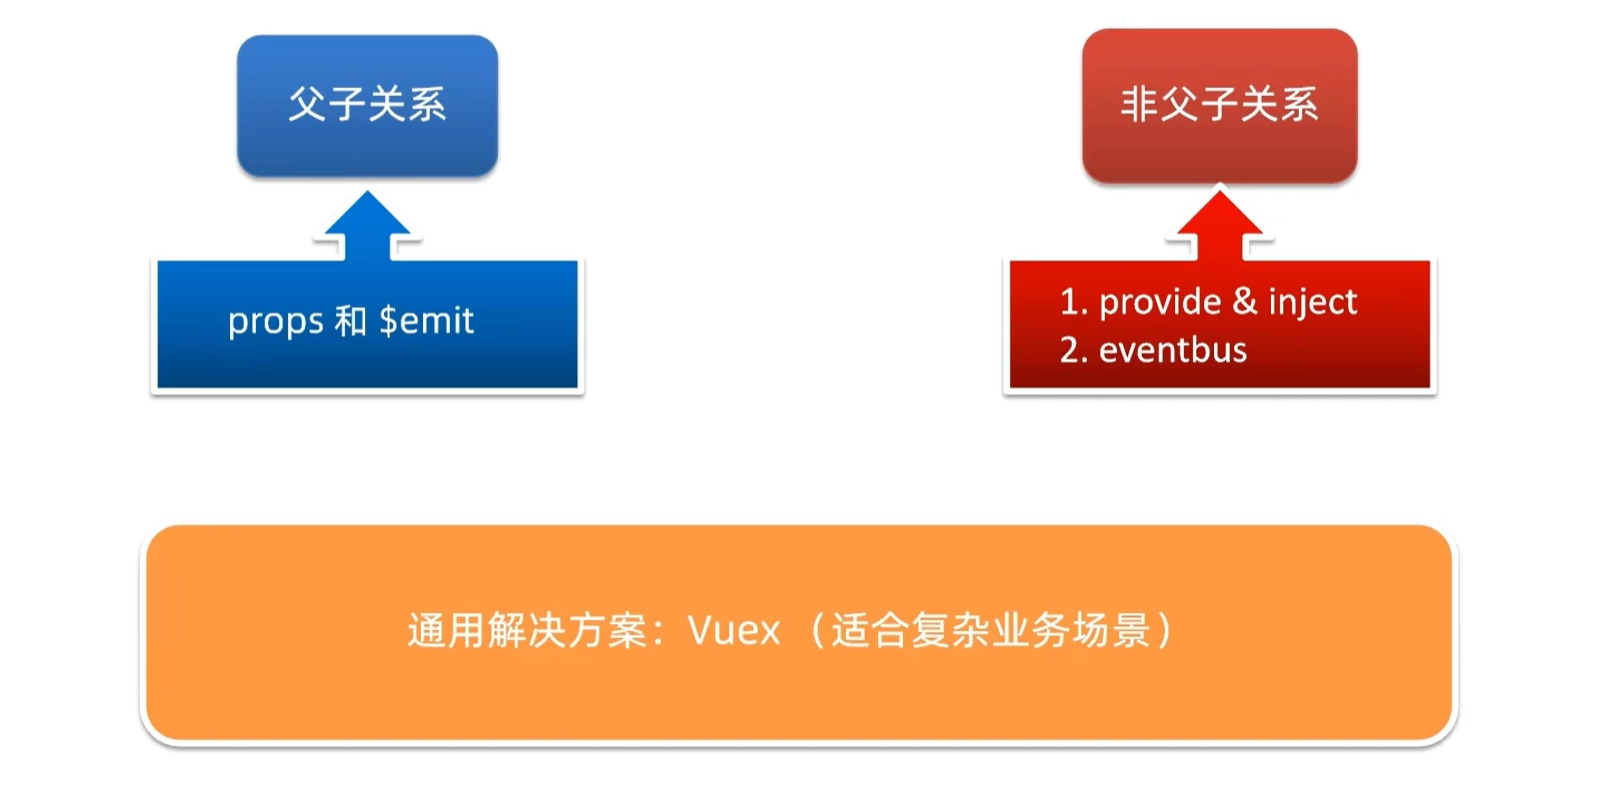 父子关系
非父子关系
props 和 $emit
1. provide & inject
2. eventbus
通用解决方案：Vuex （适合复杂业务场景）